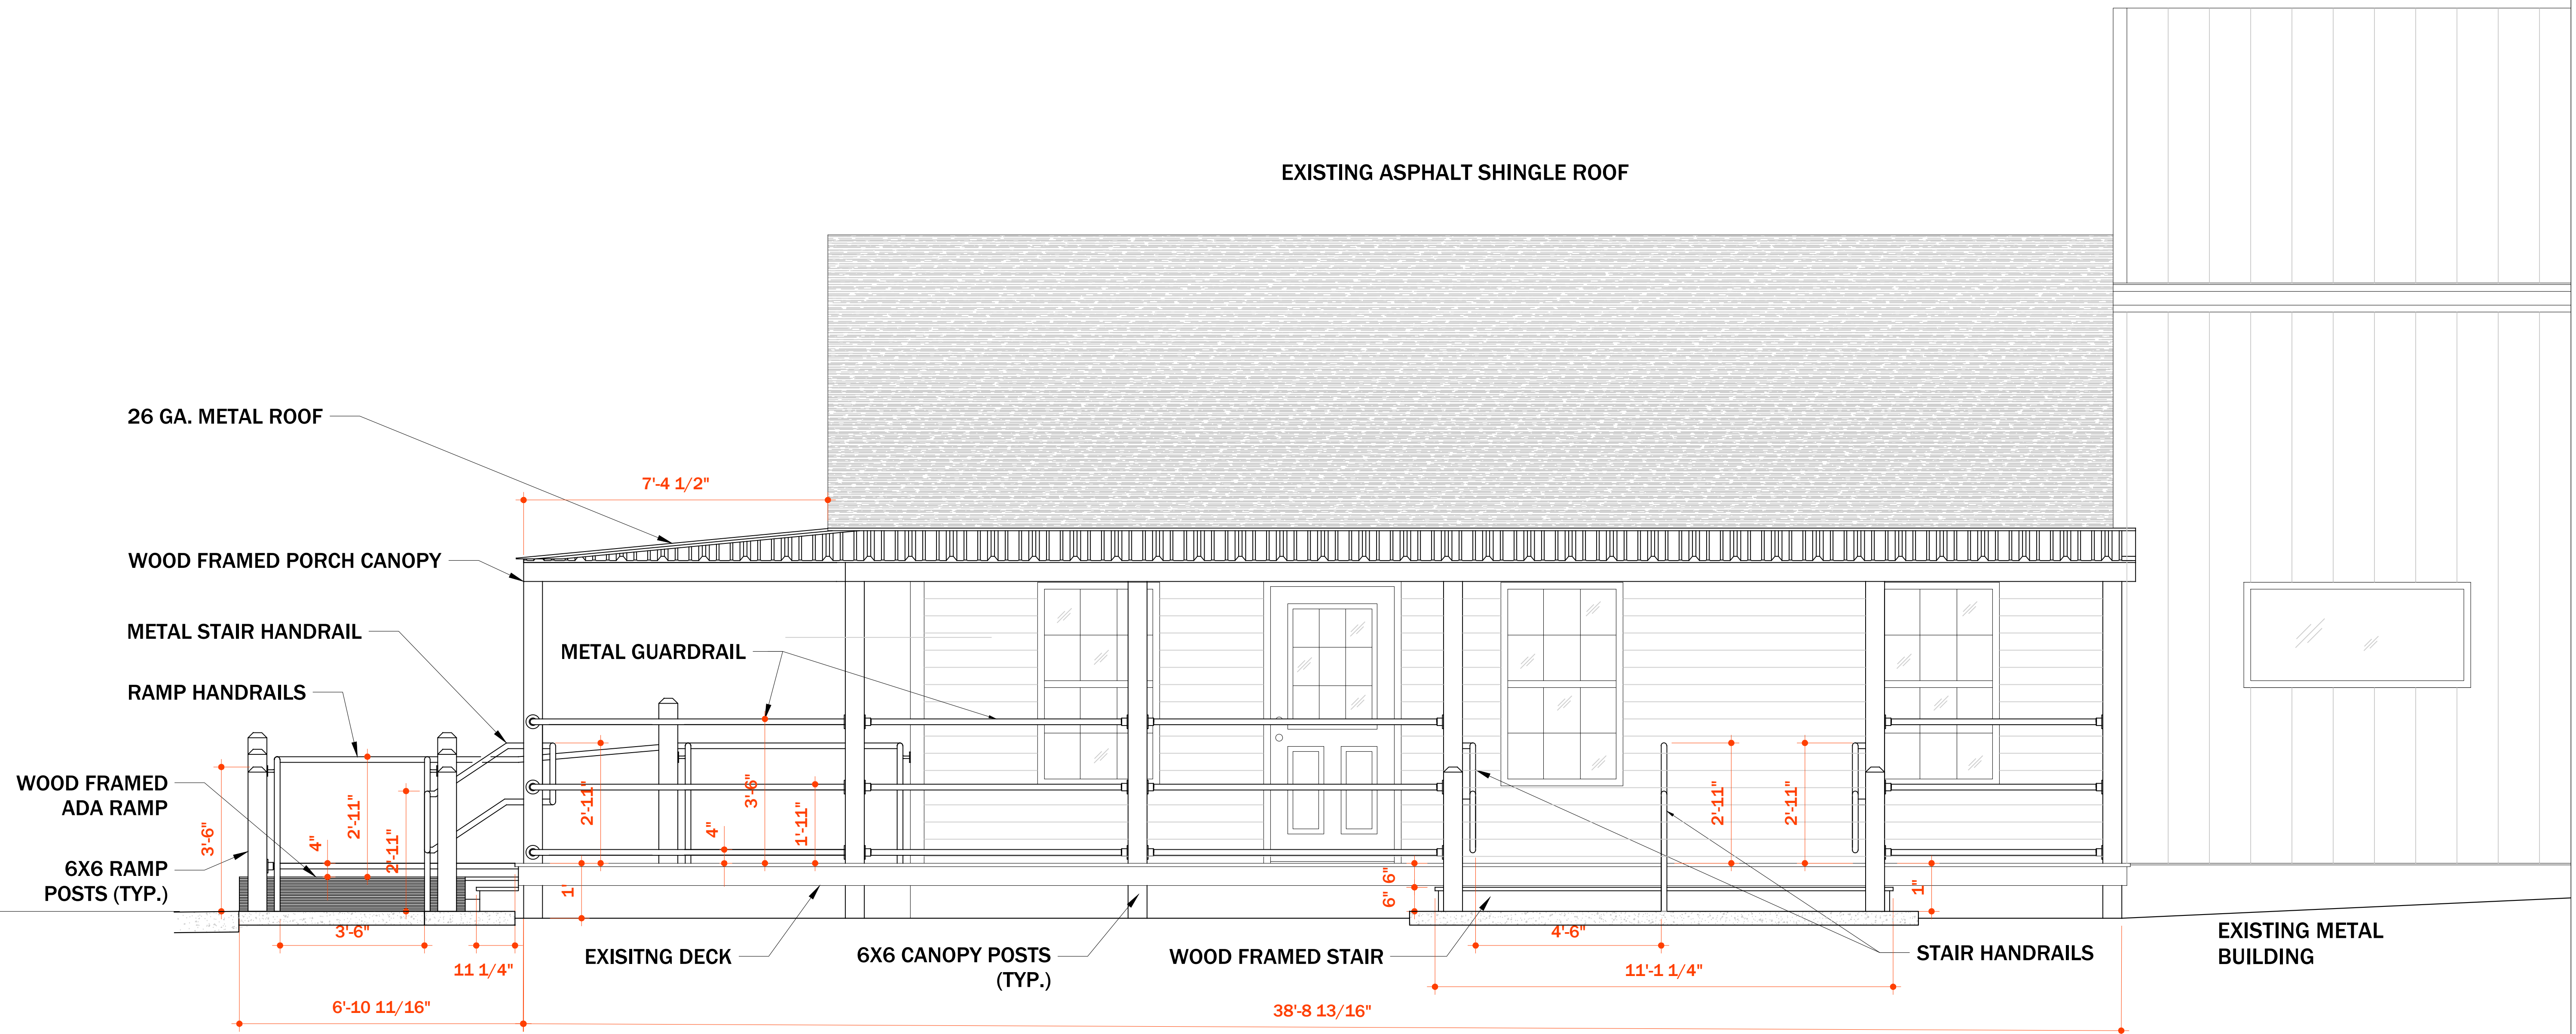 EXISTING ASPHALT SHINGLE ROOF
26 GA. METAL ROOF
7'-4 1/2"
WOOD FRAMED PORCH CANOPY
METAL STAIR HANDRAIL
METAL GUARDRAIL
RAMP HANDRAILS
WOOD FRAMED
ADA RAMP
6X6 RAMP
POSTS (TYP.)
3'-6"
4"
2'-11"
2'-11"
2'-11"
3'-6"
4"
1'-11"
1'
2'-11"
2'-11"
6"
6"
1"
3'-6"
11 1/4"
6'-10 11/16"
EXISITNG DECK
6X6 CANOPY POSTS
(TYP.)
WOOD FRAMED STAIR
4'-6"
11'-1 1/4"
STAIR HANDRAILS
38'-8 13/16"
EXISTING METAL
BUILDING